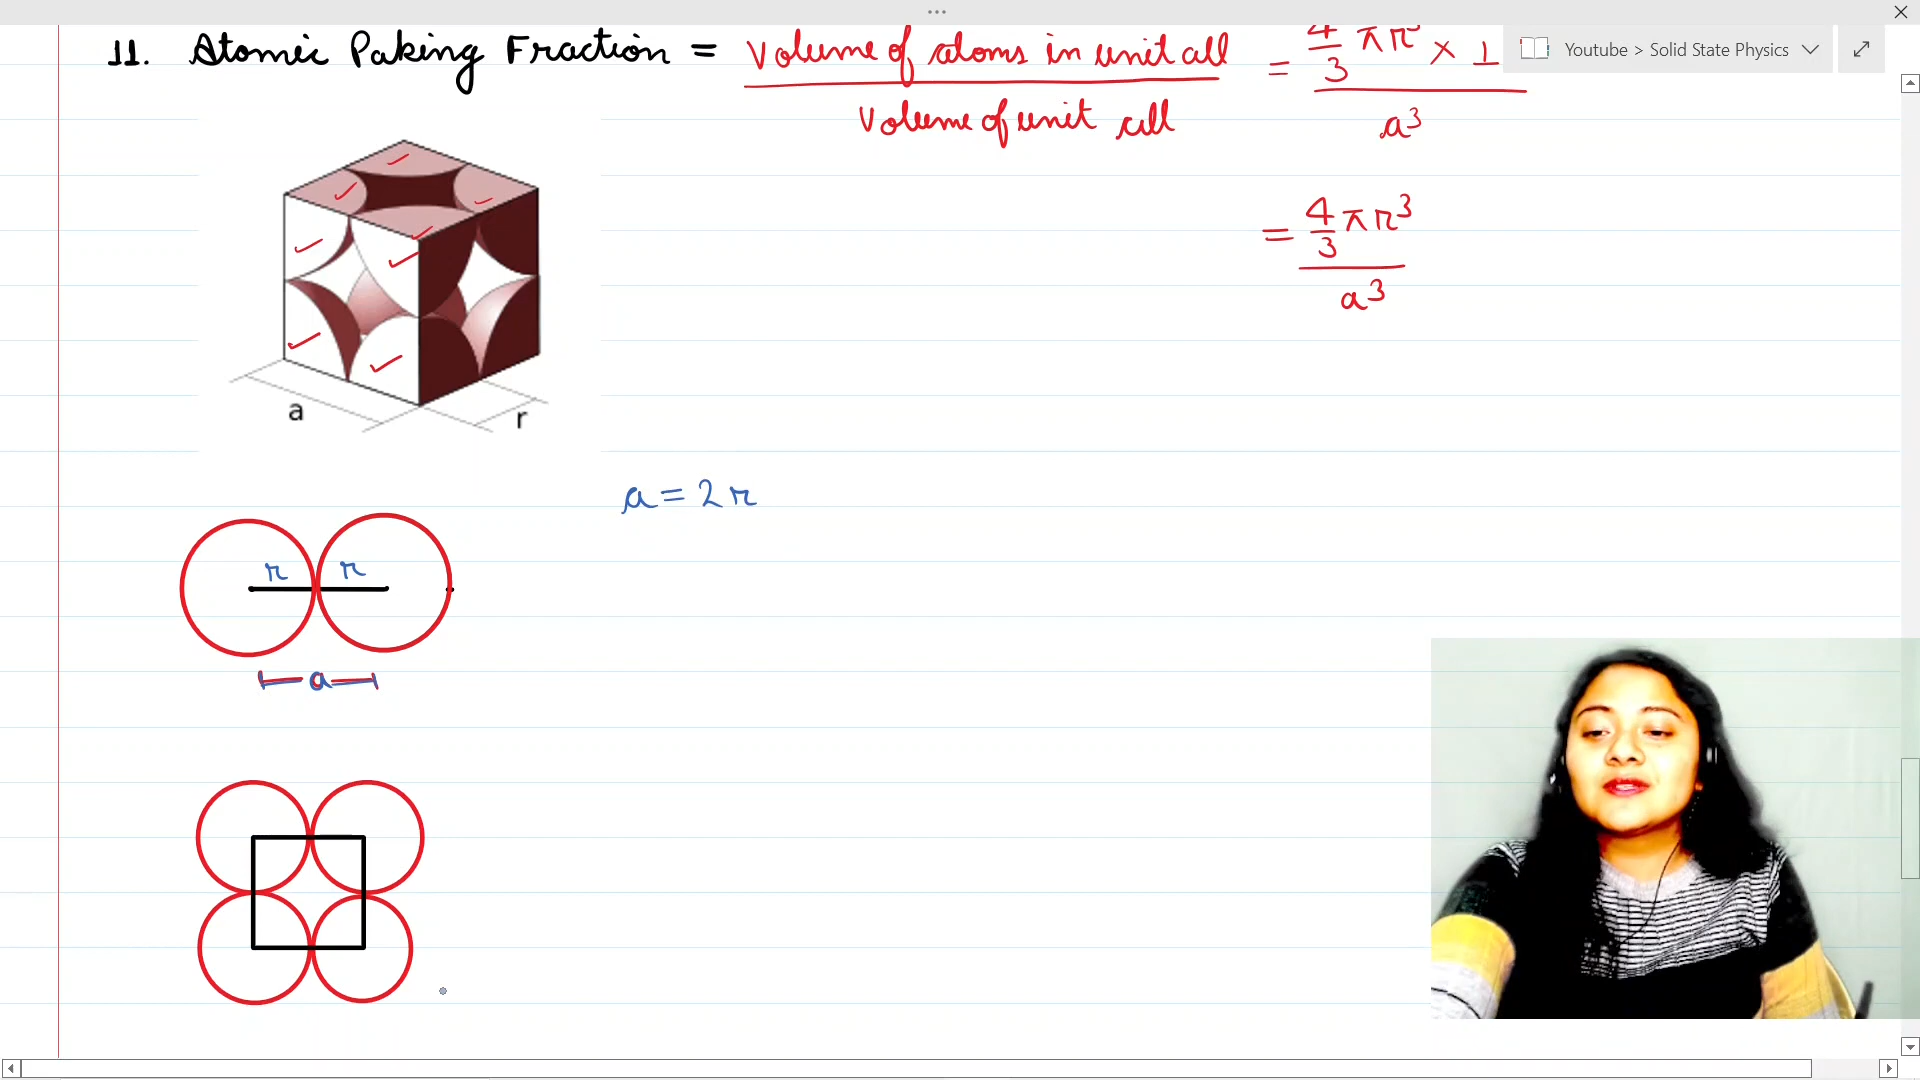 11. Atomic Paking Fraction = Volume of atoms in unit cell / Volume of unit cell = 4/3 πr³ × 1 / a³
Youtube > Solid State Physics
= 4/3 πr³ / a³
a
r
a = 2r
r r
a